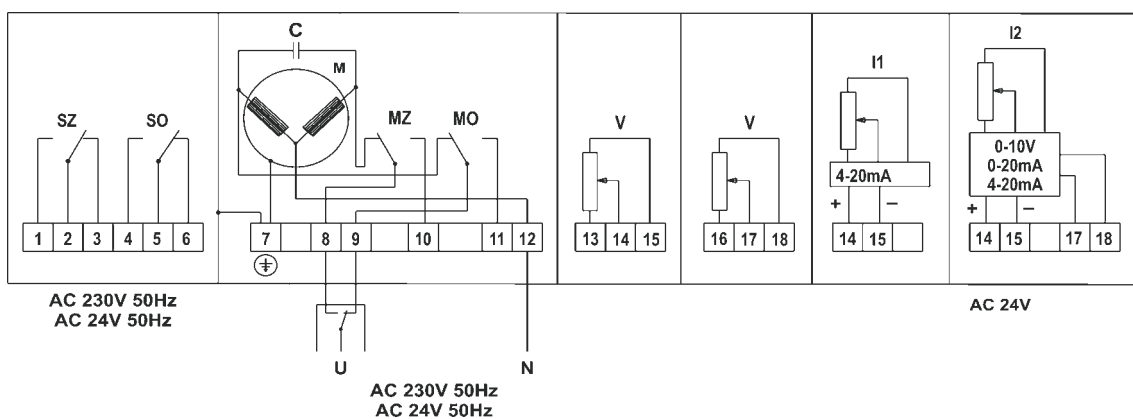 C
M
SZ
SO
MZ
MO
V
V
I1
I2
4-20mA
0-10V
0-20mA
4-20mA
+ −
+ −
1 2 3 4 5 6
7 8 9 10 11 12
13 14 15
16 17 18
14 15
14 15 17 18
AC 230V 50Hz
AC 24V 50Hz
U
N
AC 230V 50Hz
AC 24V 50Hz
AC 24V